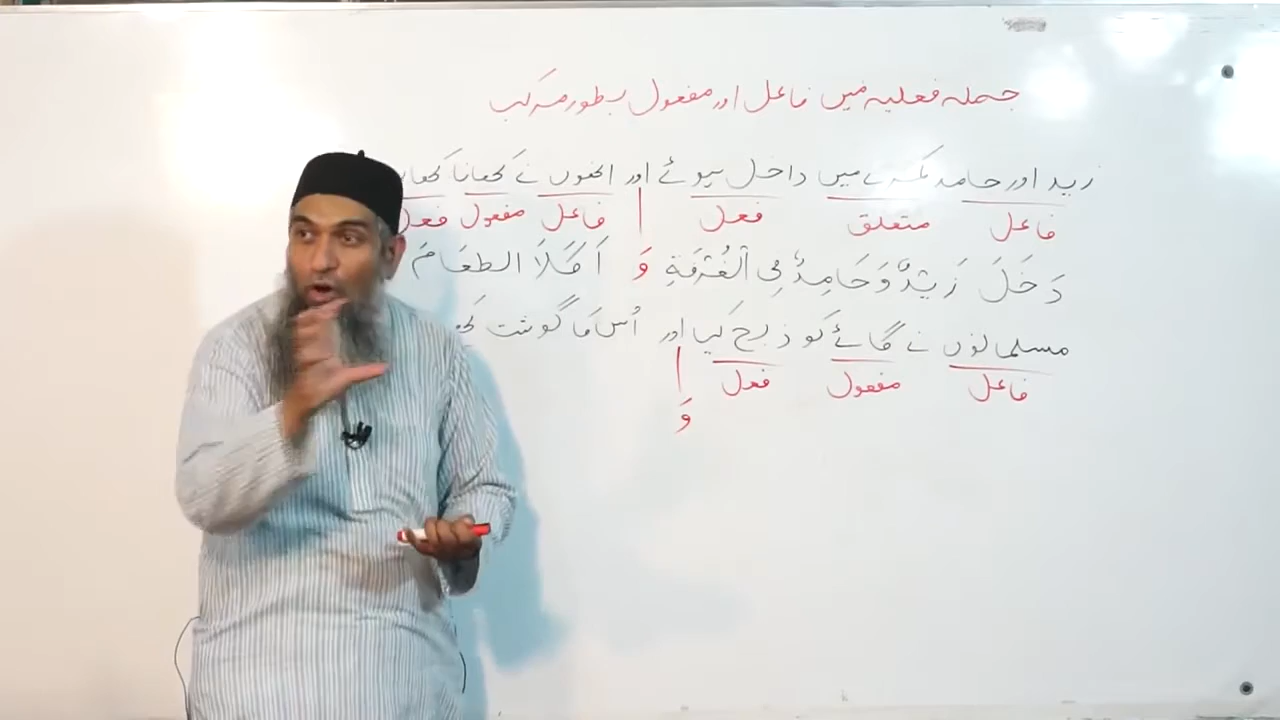 جملہ فعلیہ میں فاعل اور مفعول بطور مرکب
زید اور حامد کمرے میں داخل ہوئے اور انھوں نے کھانا کھایا
فاعل متعلق فعل | فاعل مفعول فعل
دَخَلَ زَیْدٌ وَحَامِدٌ فِی الْغُرْفَۃِ وَ اَکَلَا الطَّعَامَ
مسلمانوں نے گائے کو ذبح کیا اور اُس کا گوشت
فاعل مفعول فعل |
وَ